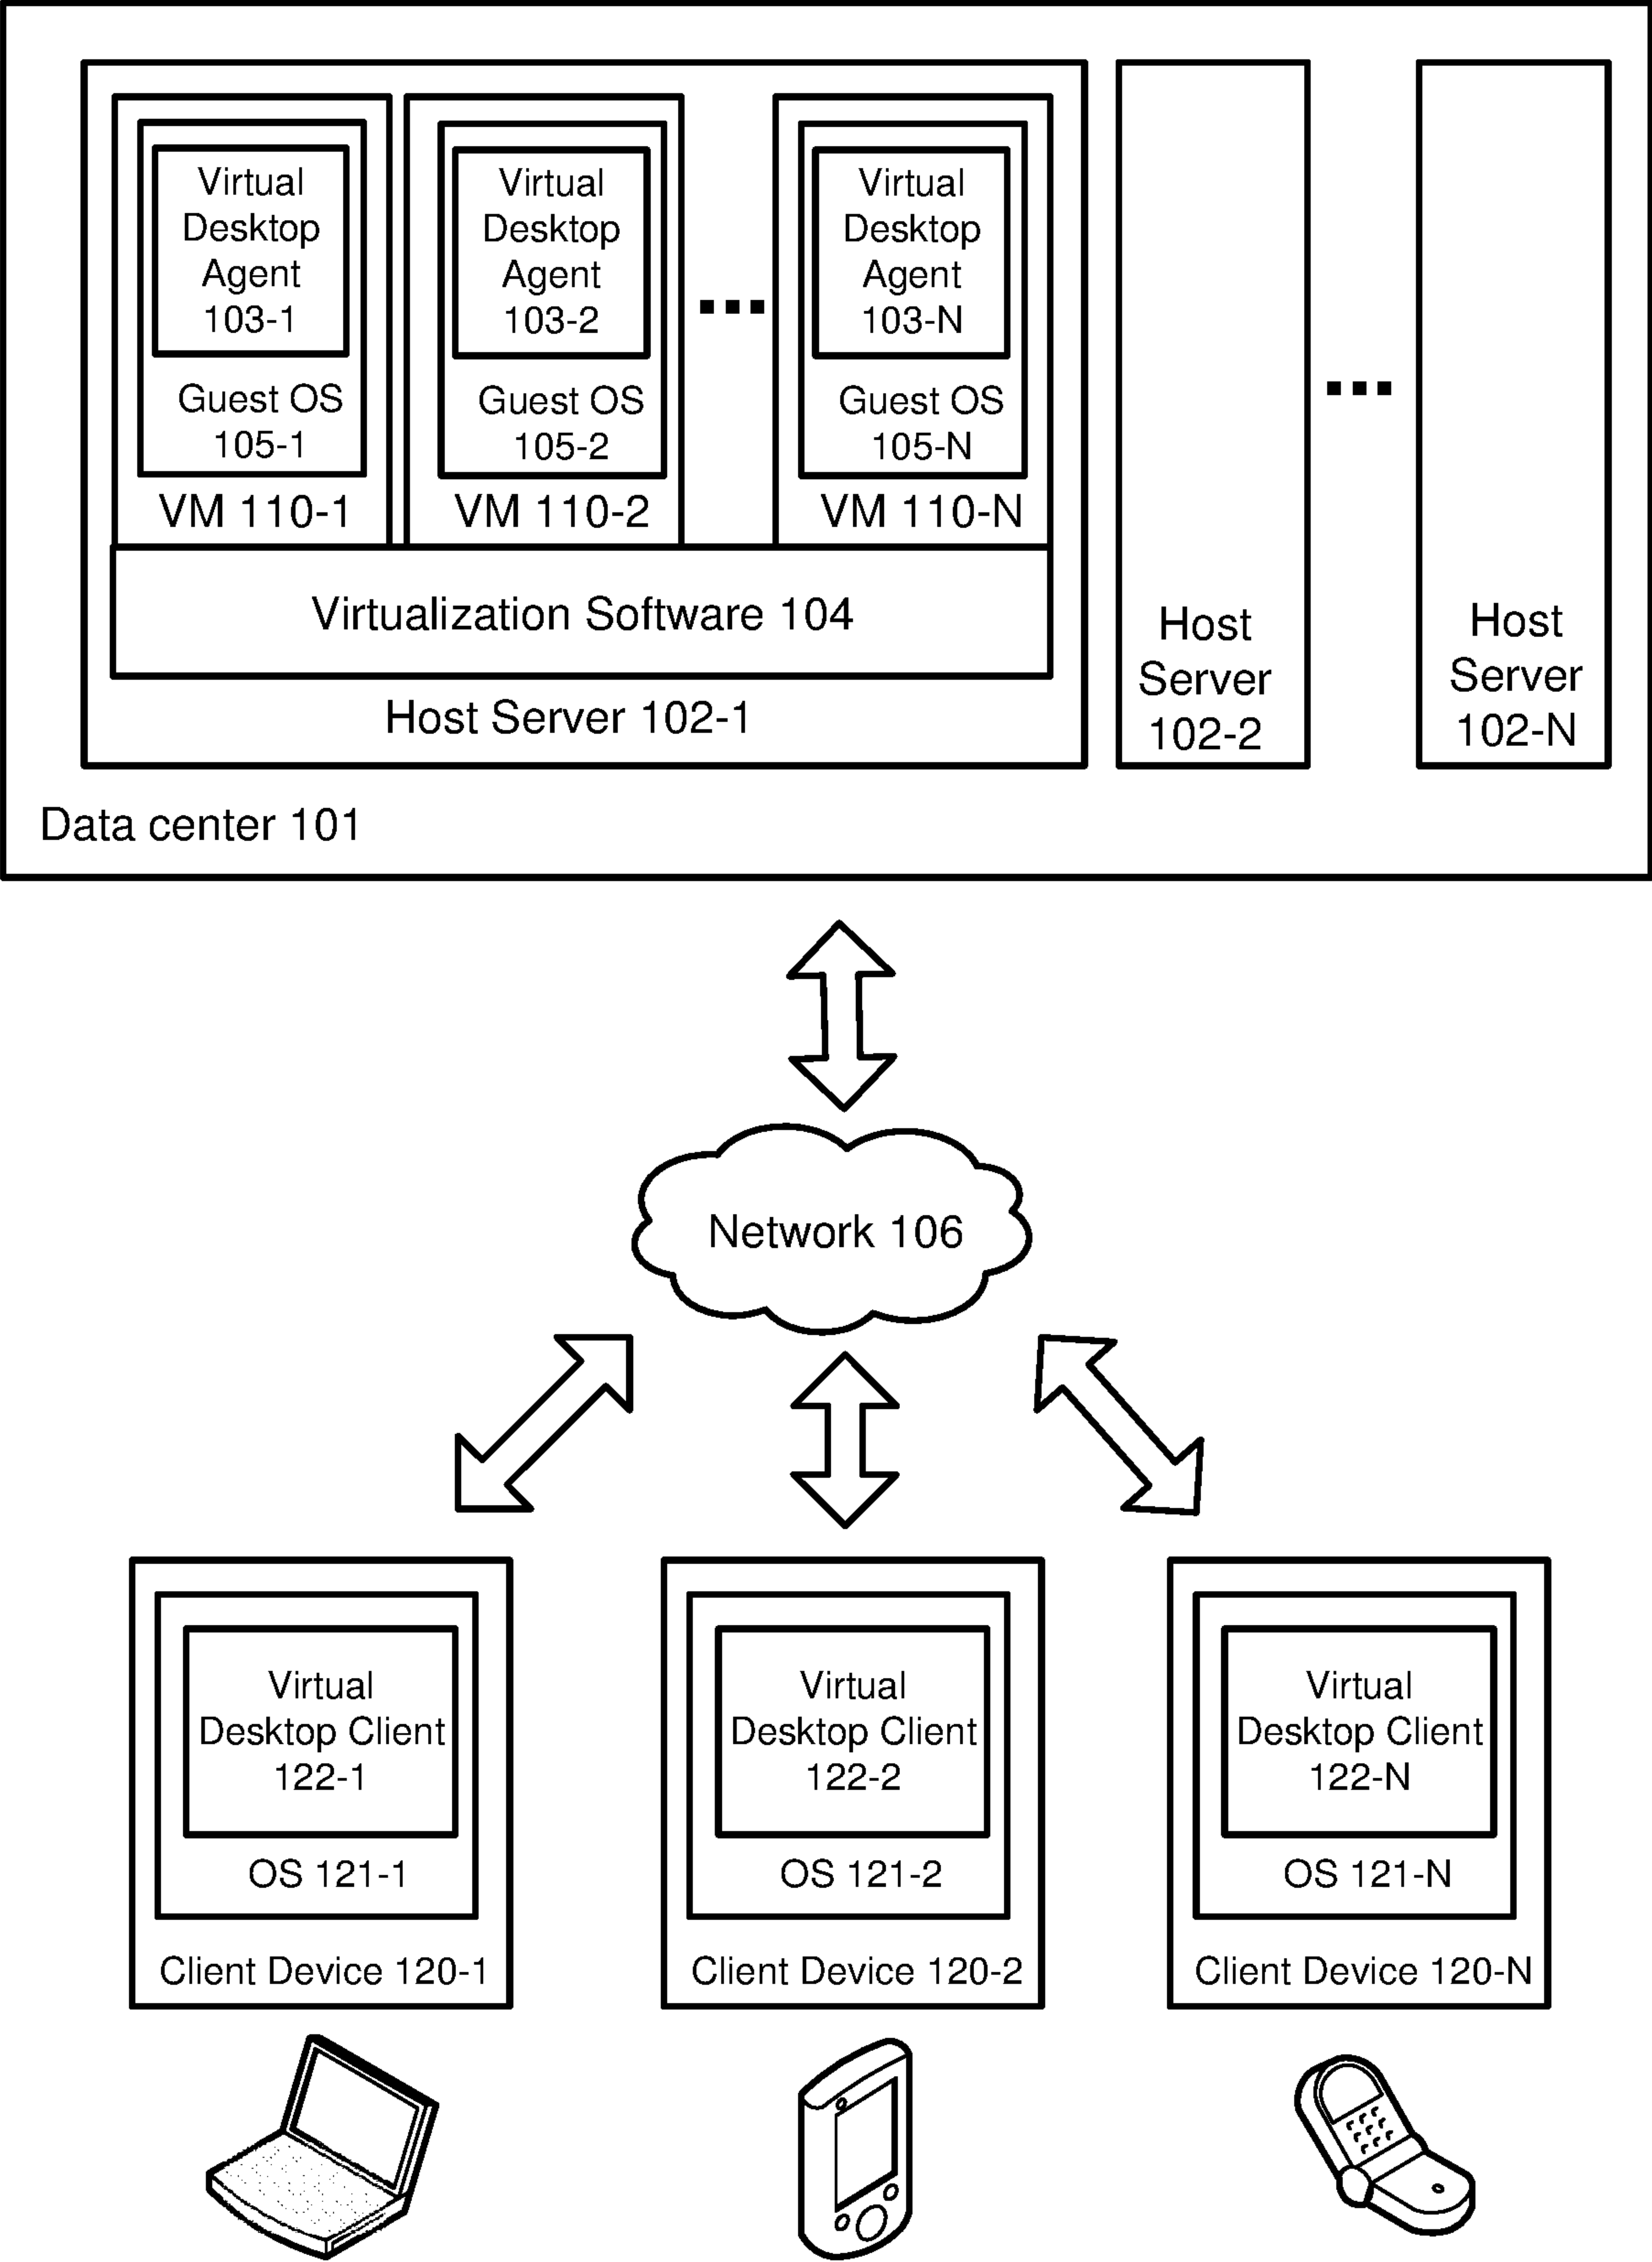 Virtual
Desktop
Agent
103-1
Guest OS
105-1
VM 110-1
Virtual
Desktop
Agent
103-2
Guest OS
105-2
VM 110-2
Virtual
Desktop
Agent
103-N
Guest OS
105-N
VM 110-N
Virtualization Software 104
Host Server 102-1
Host
Server
102-2
Host
Server
102-N
Data center 101
Network 106
Virtual
Desktop Client
122-1
OS 121-1
Client Device 120-1
Virtual
Desktop Client
122-2
OS 121-2
Client Device 120-2
Virtual
Desktop Client
122-N
OS 121-N
Client Device 120-N